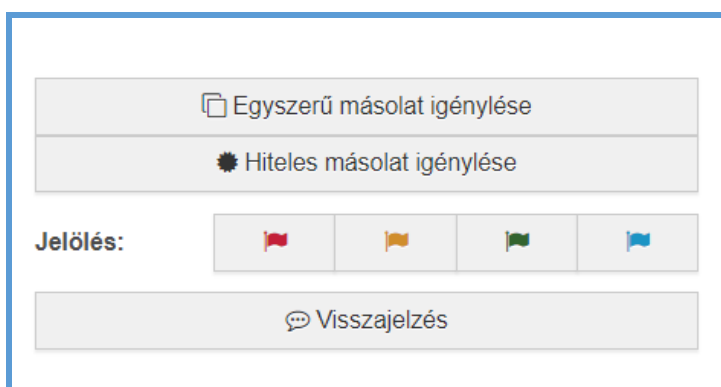 Egyszerű másolat igénylése
Hiteles másolat igénylése
Jelölés:
Visszajelzés